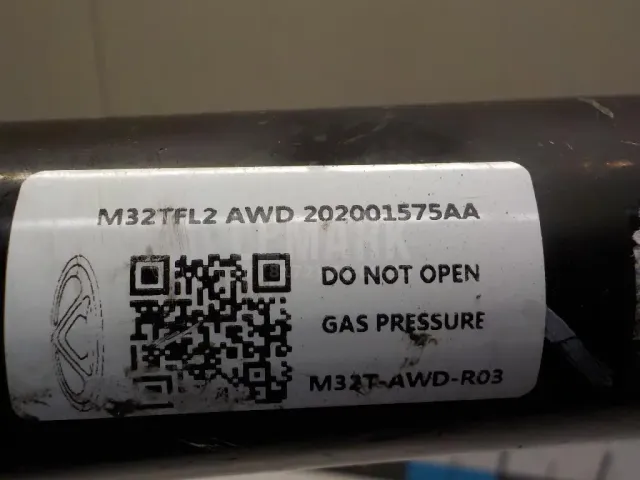 M32TFL2 AWD 202001575AA
DO NOT OPEN
GAS PRESSURE
M32T-AWD-R03